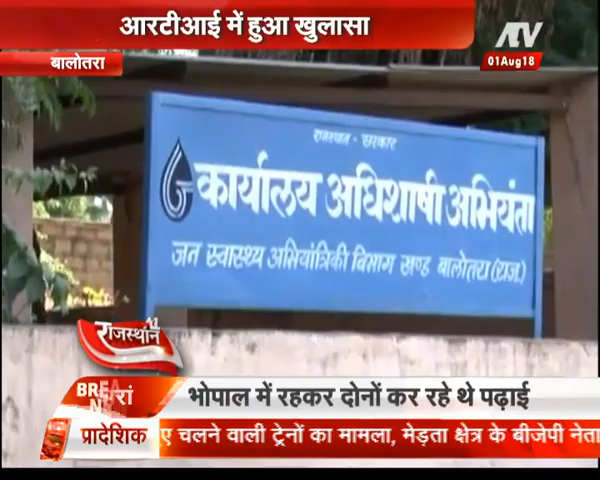 आरटीआई में हुआ खुलासा
बालोतरा
01Aug18
राजस्थान - सरकार
कार्यालय अधिशाषी अभियंता
जन स्वास्थ्य अभियांत्रिकी विभाग खण्ड बालोतरा (राज.)
राजस्थान
BREA
N
रां
भोपाल में रहकर दोनों कर रहे थे पढ़ाई
प्रादेशिक
ए चलने वाली ट्रेनों का मामला, मेड़ता क्षेत्र के बीजेपी नेता